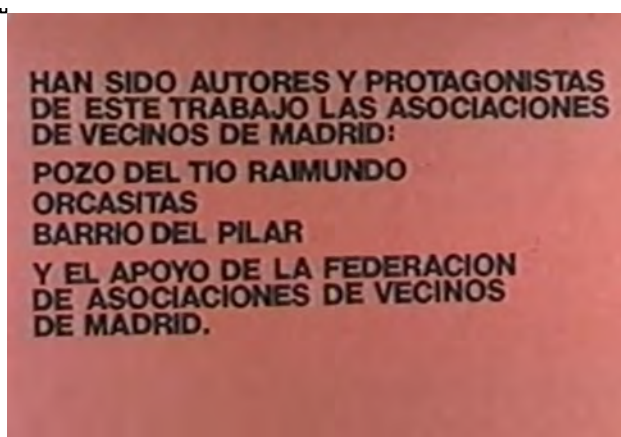 HAN SIDO AUTORES Y PROTAGONISTAS
DE ESTE TRABAJO LAS ASOCIACIONES
DE VECINOS DE MADRID:
POZO DEL TIO RAIMUNDO
ORCASITAS
BARRIO DEL PILAR
Y EL APOYO DE LA FEDERACION
DE ASOCIACIONES DE VECINOS
DE MADRID.